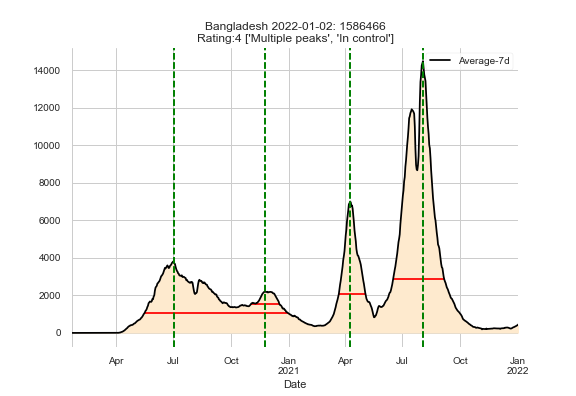 Bangladesh 2022-01-02: 1586466
Rating:4 ['Multiple peaks', 'In control']
Average-7d
14000
12000
10000
8000
6000
4000
2000
0
Apr Jul Oct Jan Apr Jul Oct Jan
2021 2022
Date